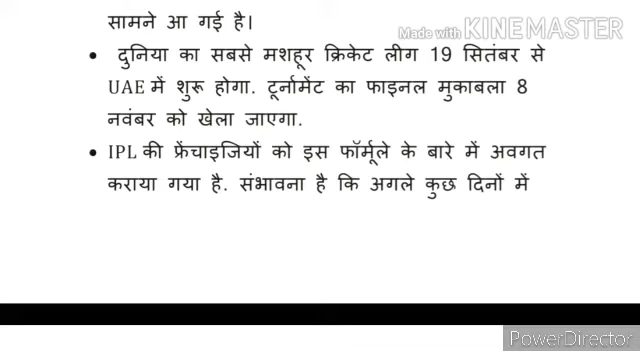 सामने आ गई है।
Made with KINEMASTER
• दुनिया का सबसे मशहूर क्रिकेट लीग 19 सितंबर से
UAE में शुरू होगा. टूर्नामेंट का फाइनल मुकाबला 8
नवंबर को खेला जाएगा.
• IPL की फ्रेंचाइजियों को इस फॉर्मूले के बारे में अवगत
कराया गया है. संभावना है कि अगले कुछ दिनों में
PowerDirector